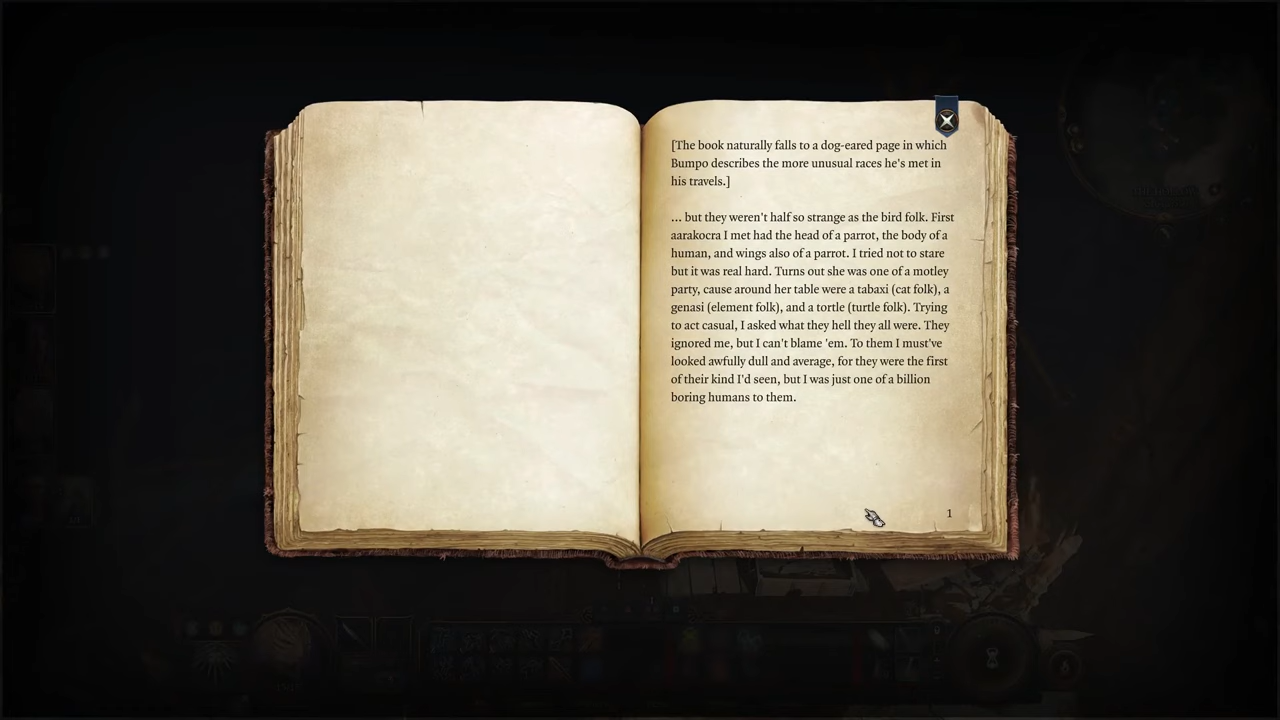 [The book naturally falls to a dog-eared page in which
Bumpo describes the more unusual races he's met in
his travels.]
... but they weren't half so strange as the bird folk. First
aarakocra I met had the head of a parrot, the body of a
human, and wings also of a parrot. I tried not to stare
but it was real hard. Turns out she was one of a motley
party, cause around her table were a tabaxi (cat folk), a
genasi (element folk), and a tortle (turtle folk). Trying
to act casual, I asked what they hell they all were. They
ignored me, but I can't blame 'em. To them I must've
looked awfully dull and average, for they were the first
of their kind I'd seen, but I was just one of a billion
boring humans to them.
1